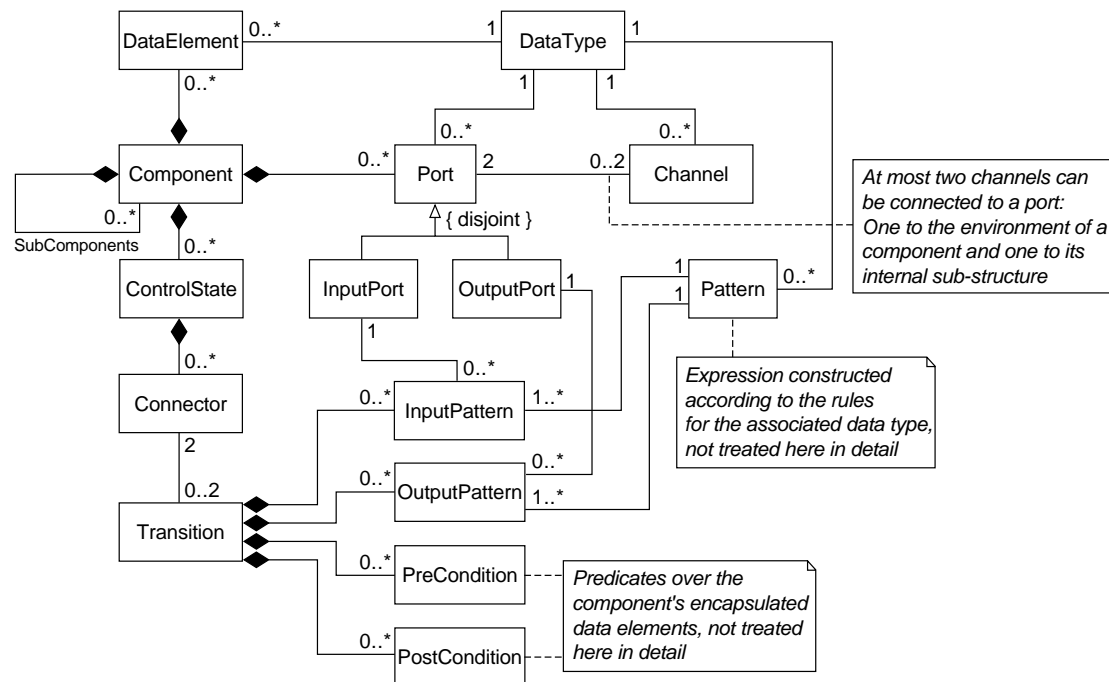 0..* 1 1
DataElement DataType
0..* 1 1
0..* 0..*
Component 0..* Port 2 0..2 Channel
At most two channels can
be connected to a port:
One to the environment of a
component and one to its
internal sub-structure
0..*
SubComponents
{ disjoint }
0..*
ControlState InputPort OutputPort 1 1 Pattern 0..*
1
1
0..* 0..*
Connector 0..* InputPattern 1..*
Expression constructed
according to the rules
for the associated data type,
not treated here in detail
2
0..2
0..* OutputPattern 0..*
1..*
Transition
0..* PreCondition
Predicates over the
component's encapsulated
data elements, not treated
here in detail
0..* PostCondition